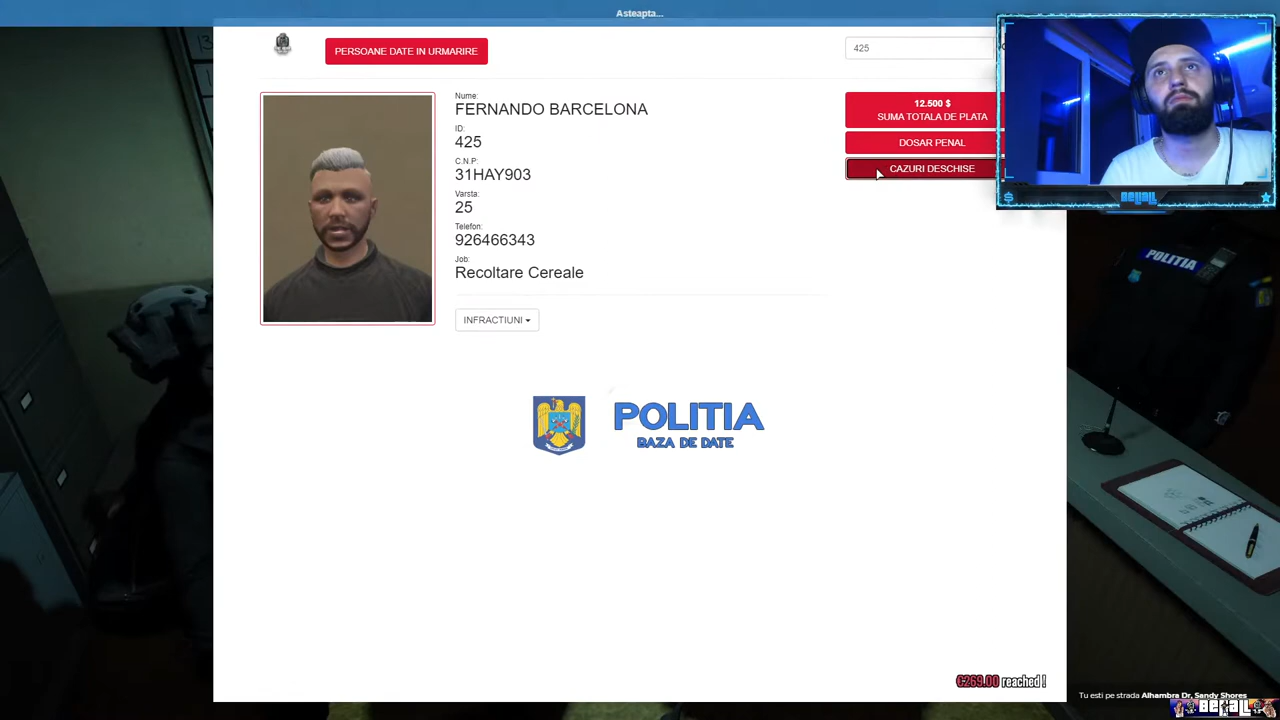 Asteapta...
PERSOANE DATE IN URMARIRE
425
Nume:
FERNANDO BARCELONA
ID:
425
C.N.P:
31HAY903
Varsta:
25
Telefon:
926466343
Job:
Recoltare Cereale
INFRACTIUNI
12.500 $
SUMA TOTALA DE PLATA
DOSAR PENAL
CAZURI DESCHISE
POLITIA
POLITIA
BAZA DE DATE
€269.00 reached !
Tu esti pe strada Alhambra Dr, Sandy Shores